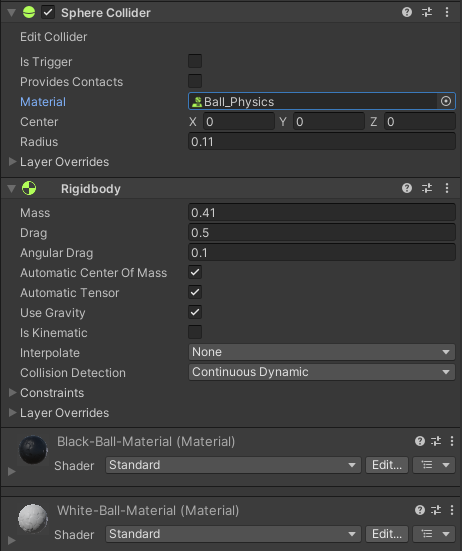 Sphere Collider
Edit Collider
Is Trigger
Provides Contacts
Material Ball_Physics
Center X 0 Y 0 Z 0
Radius 0.11
Layer Overrides
Rigidbody
Mass 0.41
Drag 0.5
Angular Drag 0.1
Automatic Center Of Mass
Automatic Tensor
Use Gravity
Is Kinematic
Interpolate None
Collision Detection Continuous Dynamic
Constraints
Layer Overrides
Black-Ball-Material (Material)
Shader Standard Edit...
White-Ball-Material (Material)
Shader Standard Edit...